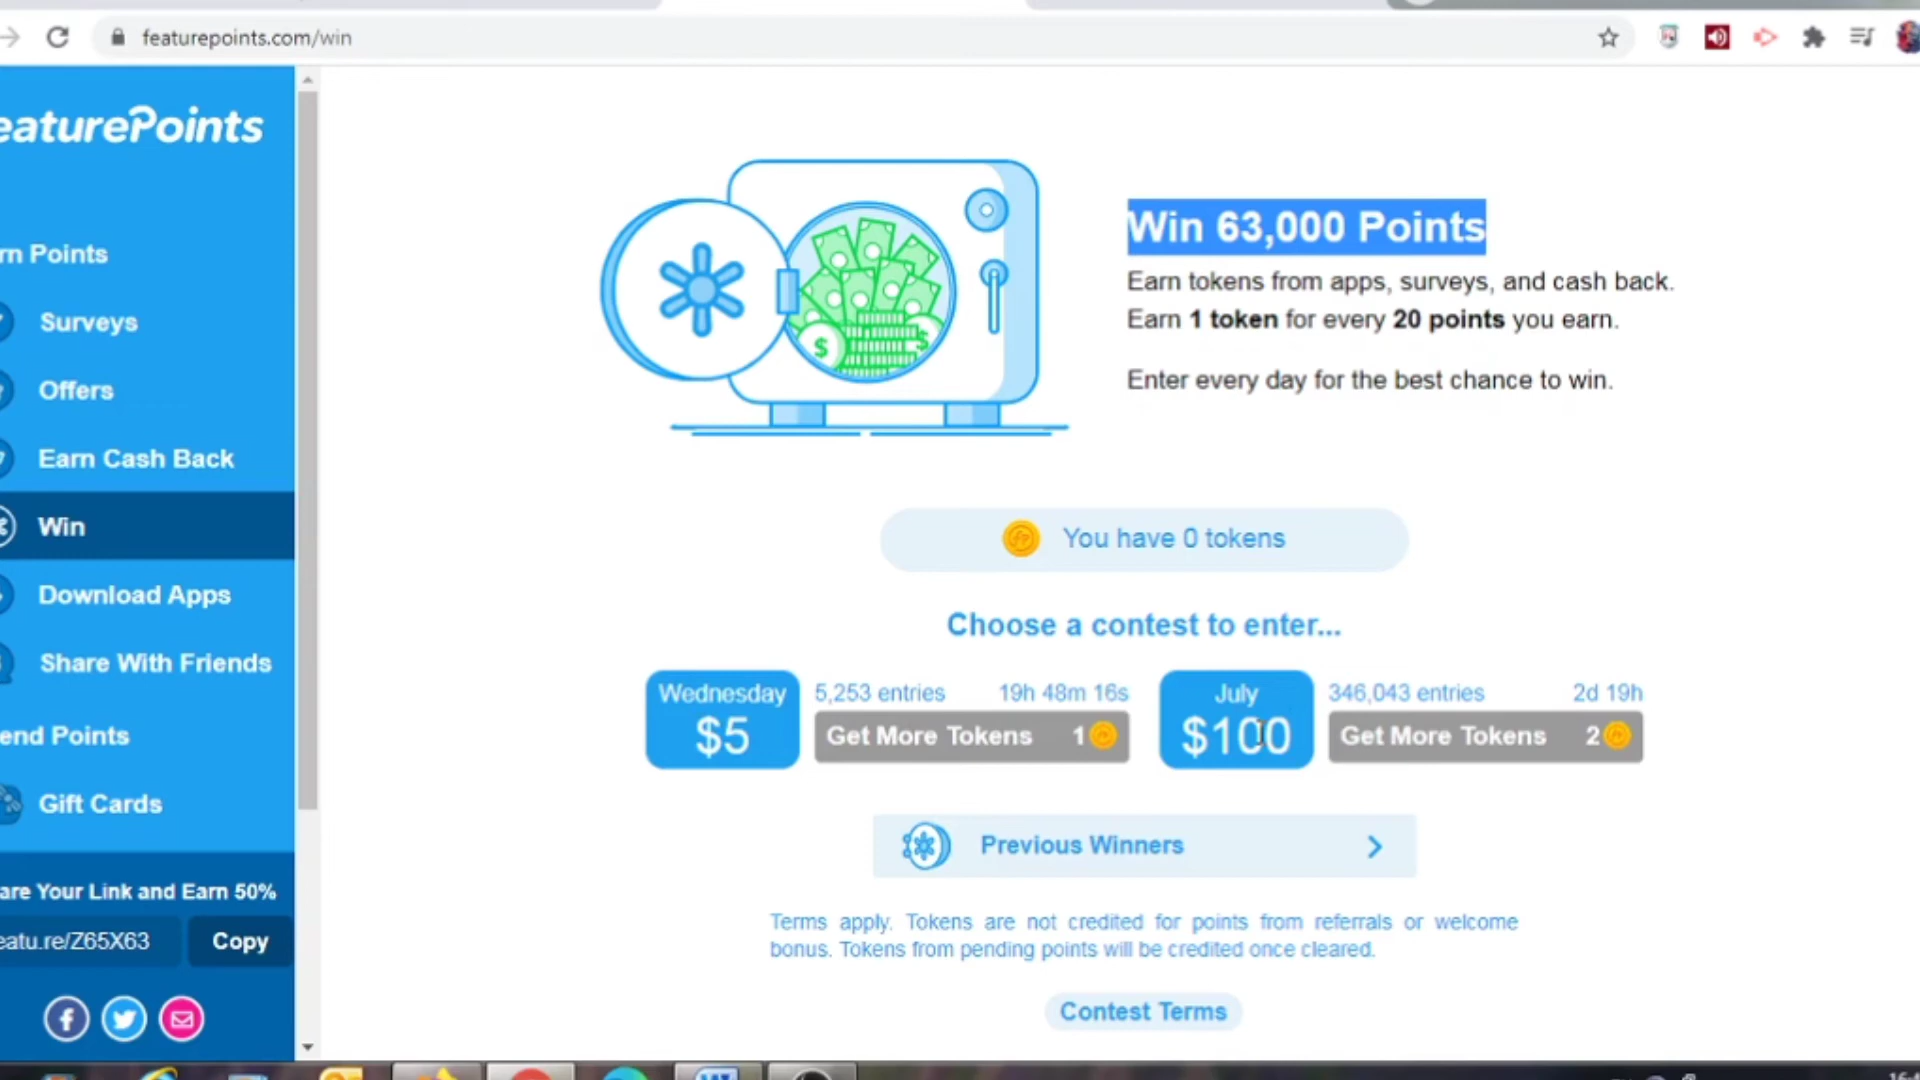 featurepoints.com/win
eaturePoints
rn Points
Surveys
Offers
Earn Cash Back
Win
Download Apps
Share With Friends
end Points
Gift Cards
are Your Link and Earn 50%
eatu.re/Z65X63
Copy
Win 63,000 Points
Earn tokens from apps, surveys, and cash back.
Earn 1 token for every 20 points you earn.
Enter every day for the best chance to win.
You have 0 tokens
Choose a contest to enter...
Wednesday
$5
5,253 entries 19h 48m 16s
Get More Tokens 1
July
$100
346,043 entries 2d 19h
Get More Tokens 2
Previous Winners
Terms apply. Tokens are not credited for points from referrals or welcome
bonus. Tokens from pending points will be credited once cleared.
Contest Terms